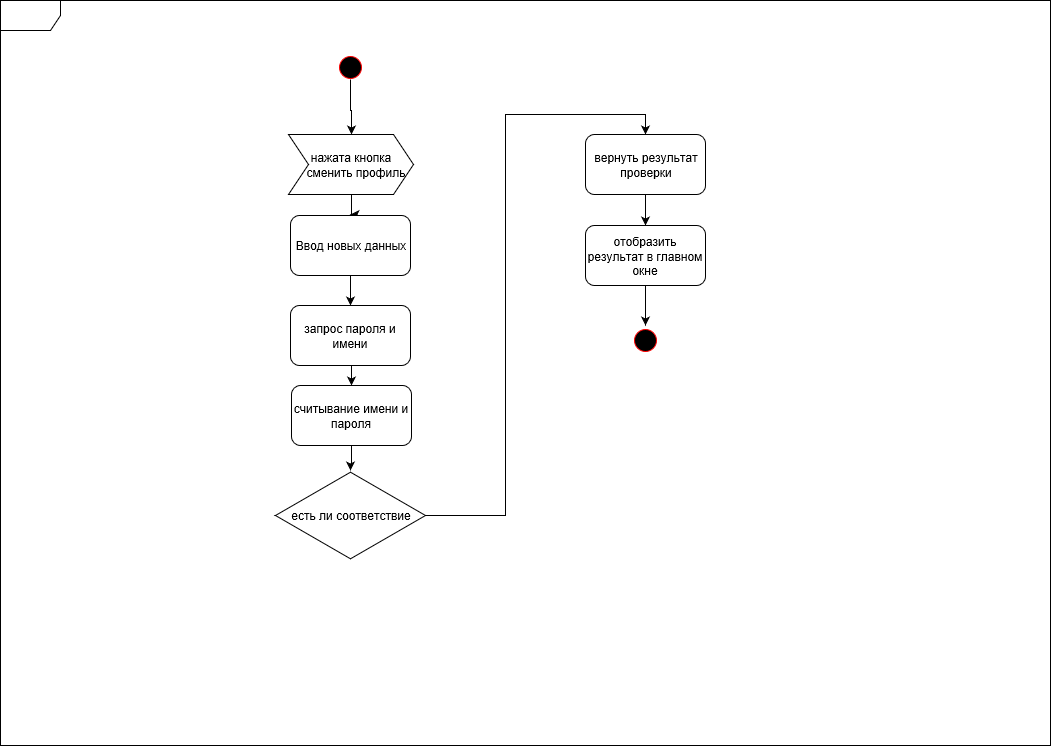 нажата кнопка
сменить профиль
Ввод новых данных
запрос пароля и
имени
считывание имени и
пароля
есть ли соответствие
вернуть результат
проверки
отобразить
результат в главном
окне